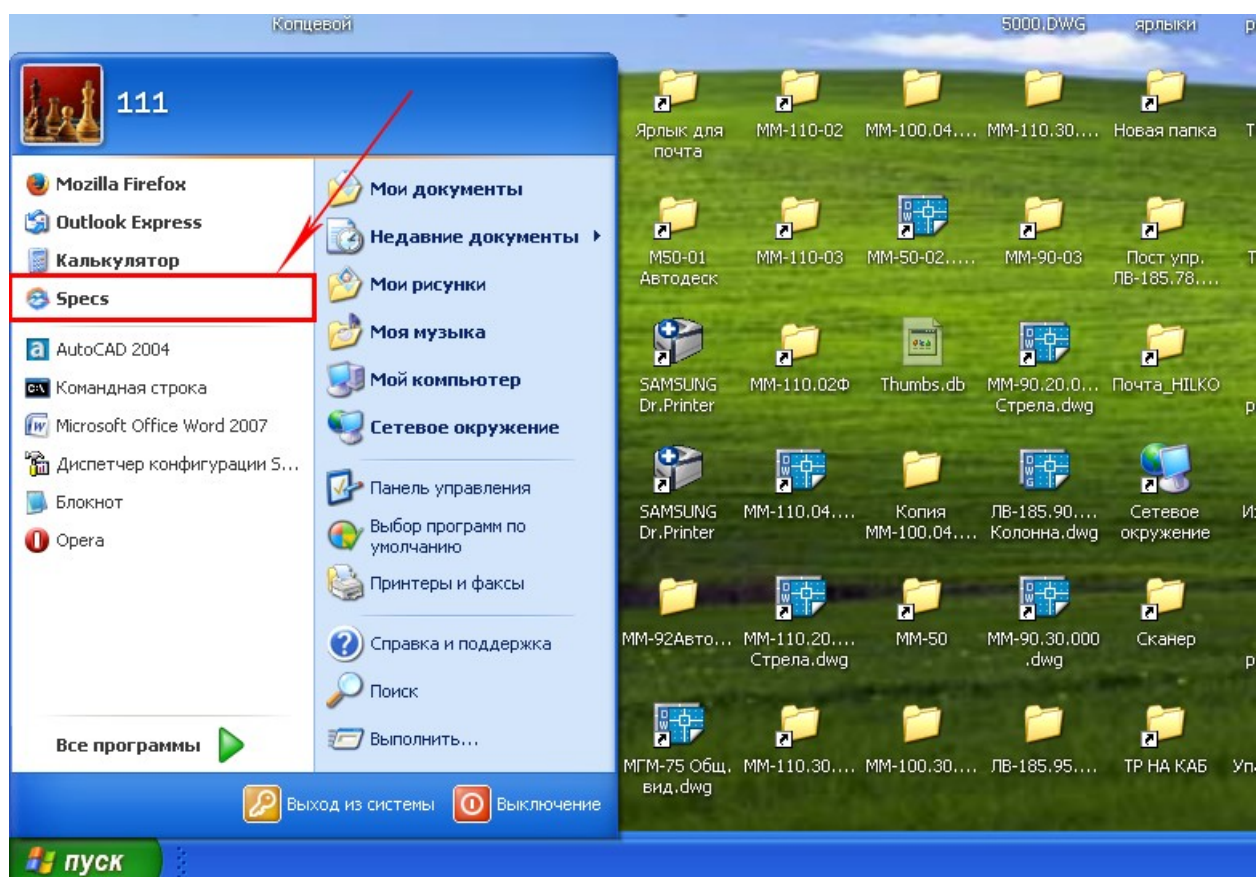 Концевой
5000.DWG
ярлыки
111
Mozilla Firefox
Outlook Express
Калькулятор
Specs
AutoCAD 2004
Командная строка
Microsoft Office Word 2007
Диспетчер конфигурации S...
Блокнот
Opera
Все программы
Мои документы
Недавние документы
Мои рисунки
Моя музыка
Мой компьютер
Сетевое окружение
Панель управления
Выбор программ по
умолчанию
Принтеры и факсы
Справка и поддержка
Поиск
Выполнить...
Выход из системы
Выключение
пуск
Ярлык для
почта
ММ-110-02
ММ-100.04....
ММ-110.30....
Новая папка
М50-01
Автодеск
ММ-110-03
ММ-50-02.....
ММ-90-03
Пост упр.
ЛВ-185.78....
SAMSUNG
Dr.Printer
ММ-110.02Ф
Thumbs.db
ММ-90.20.0...
Стрела.dwg
Почта_HILKO
SAMSUNG
Dr.Printer
ММ-110.04....
Копия
ММ-100.04....
ЛВ-185.90....
Колонна.dwg
Сетевое
окружение
ММ-92Авто...
ММ-110.20....
Стрела.dwg
ММ-50
ММ-90.30.000
.dwg
Сканер
МГМ-75 Общ.
вид.dwg
ММ-110.30....
ММ-100.30....
ЛВ-185.95....
ТР НА КАБ